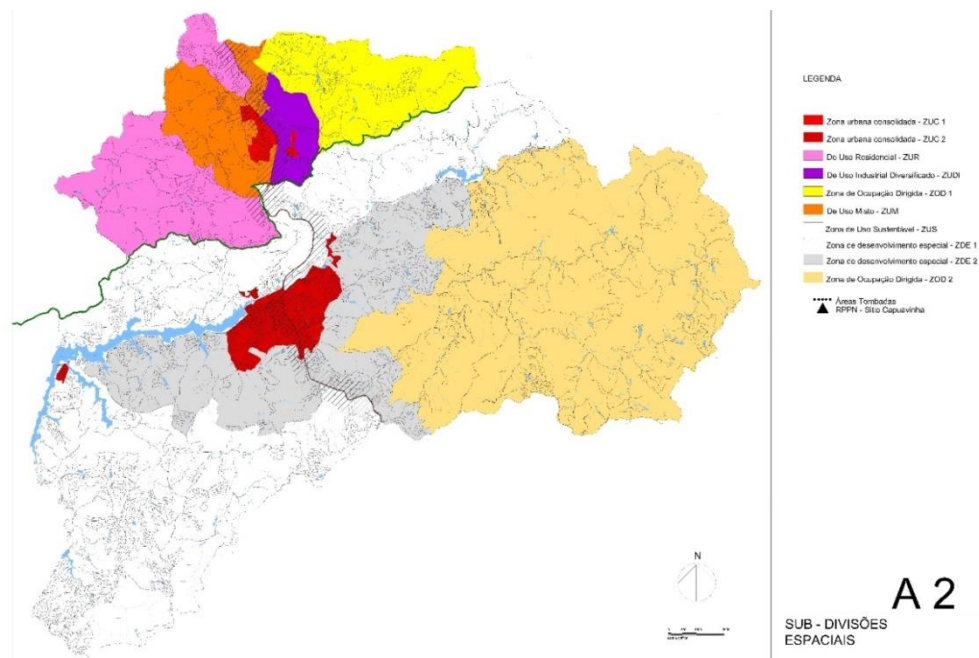 LEGENDA
Zona urbana consolidada - ZUC 1
Zona urbana consolidada - ZUC 2
De Uso Residencial - ZUR
De Uso Industrial Diversificado - ZUDI
Zona de Ocupação Dirigida - ZOD 1
De Uso Misto - ZUM
Zona de Uso Sustentável - ZUS
Zona de desenvolvimento especial - ZDE 1
Zona de desenvolvimento especial - ZDE 2
Zona de Ocupação Dirigida - ZOD 2
Áreas Tombadas
RPPN - Sítio Capuavinha
N
A 2
SUB - DIVISÕES
ESPACIAIS